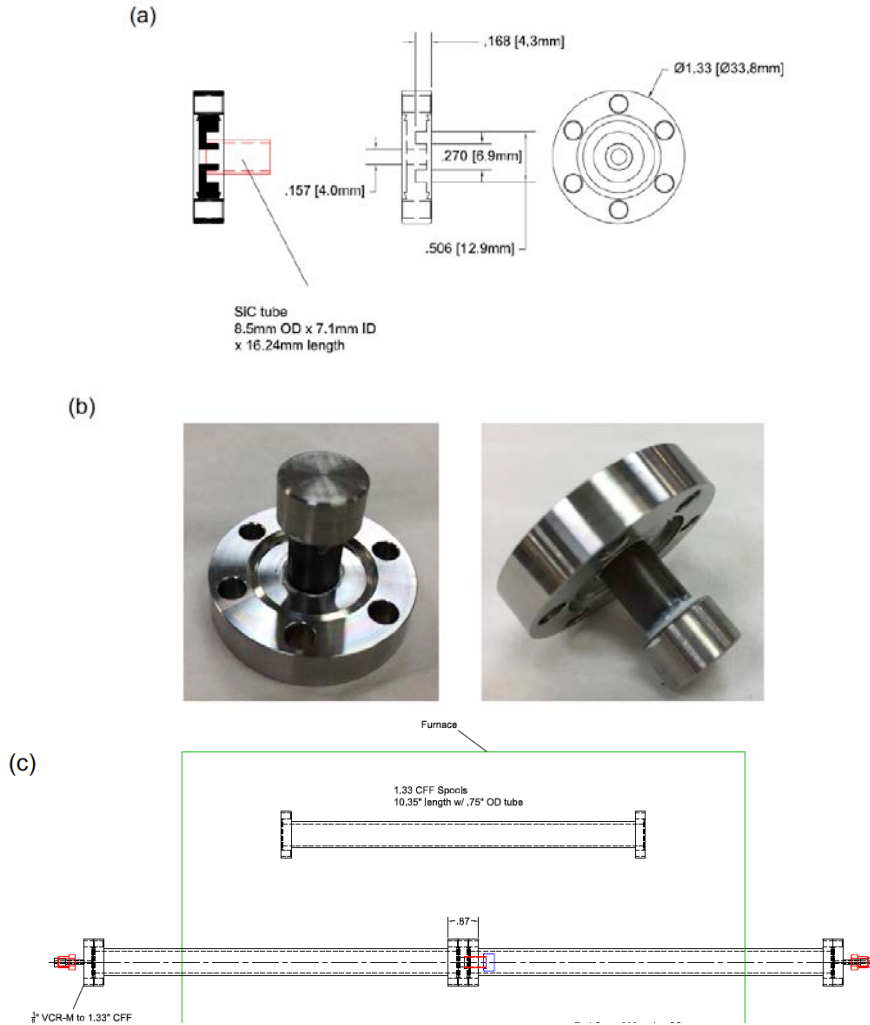 (a)
.168 [4.3mm]
Ø1.33 [Ø33.8mm]
.270 [6.9mm]
.157 [4.0mm]
.506 [12.9mm]
SiC tube
8.5mm OD x 7.1mm ID
x 16.24mm length
(b)
Furnace
(c)
1.33 CFF Spools
10.35" length w/ .75" OD tube
.87
" VCR-M to 1.33" CFF